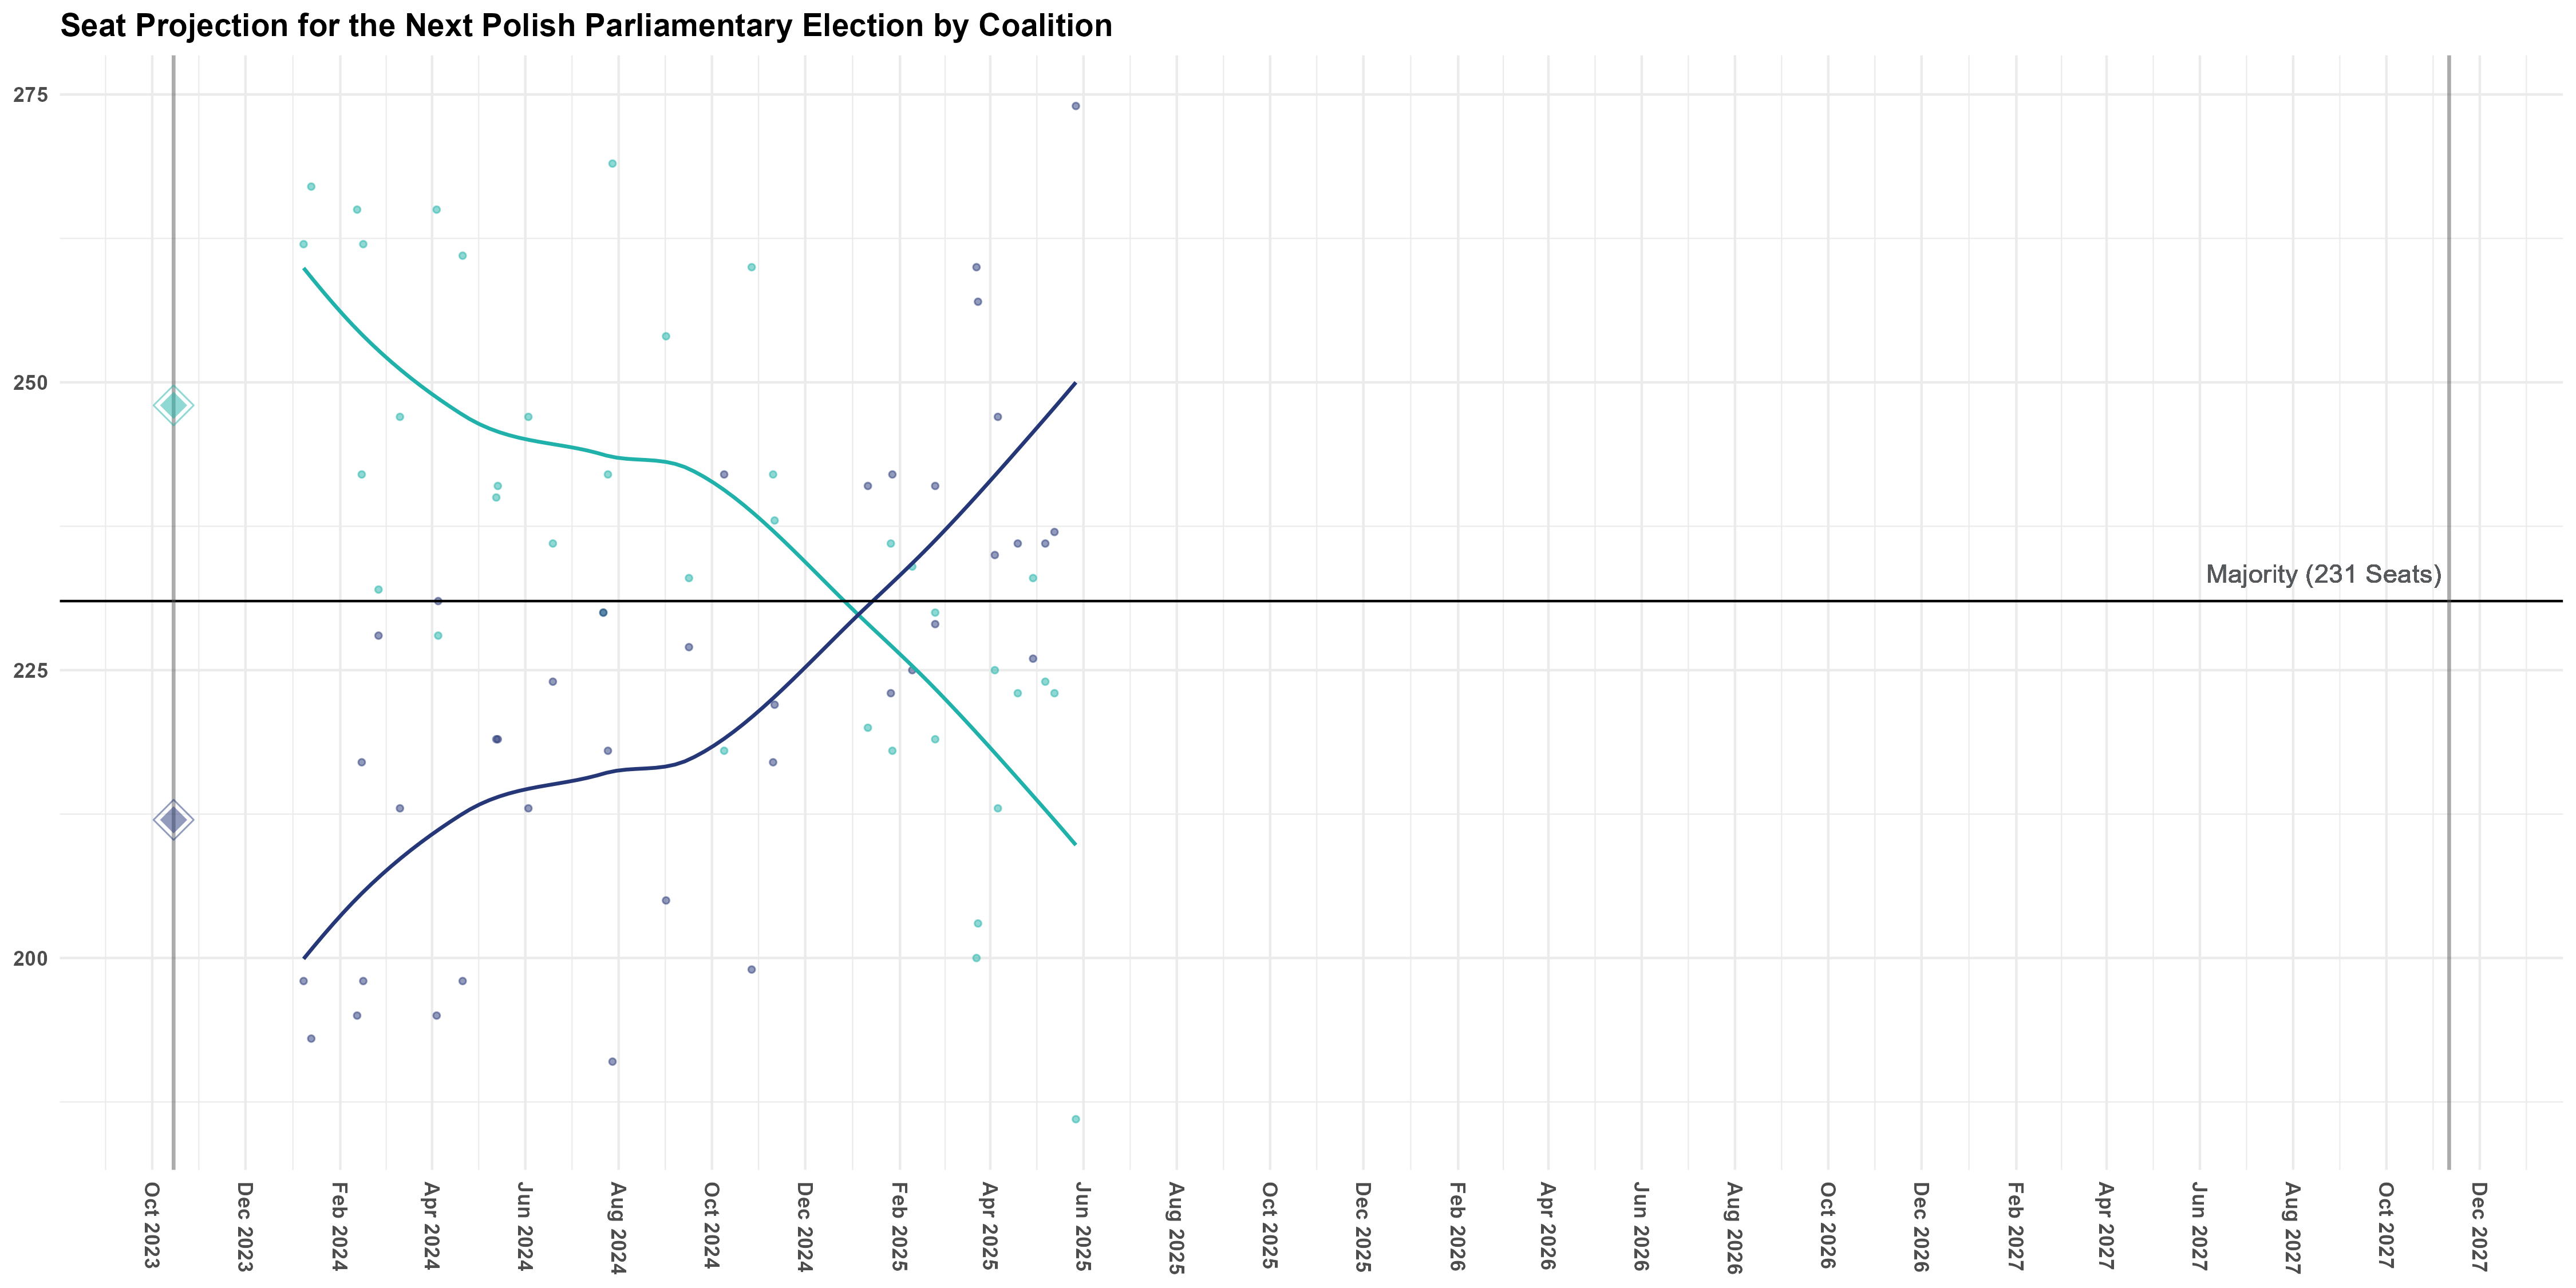 Seat Projection for the Next Polish Parliamentary Election by Coalition
275
250
225
200
Majority (231 Seats)
Oct 2023
Dec 2023
Feb 2024
Apr 2024
Jun 2024
Aug 2024
Oct 2024
Dec 2024
Feb 2025
Apr 2025
Jun 2025
Aug 2025
Oct 2025
Dec 2025
Feb 2026
Apr 2026
Jun 2026
Aug 2026
Oct 2026
Dec 2026
Feb 2027
Apr 2027
Jun 2027
Aug 2027
Oct 2027
Dec 2027